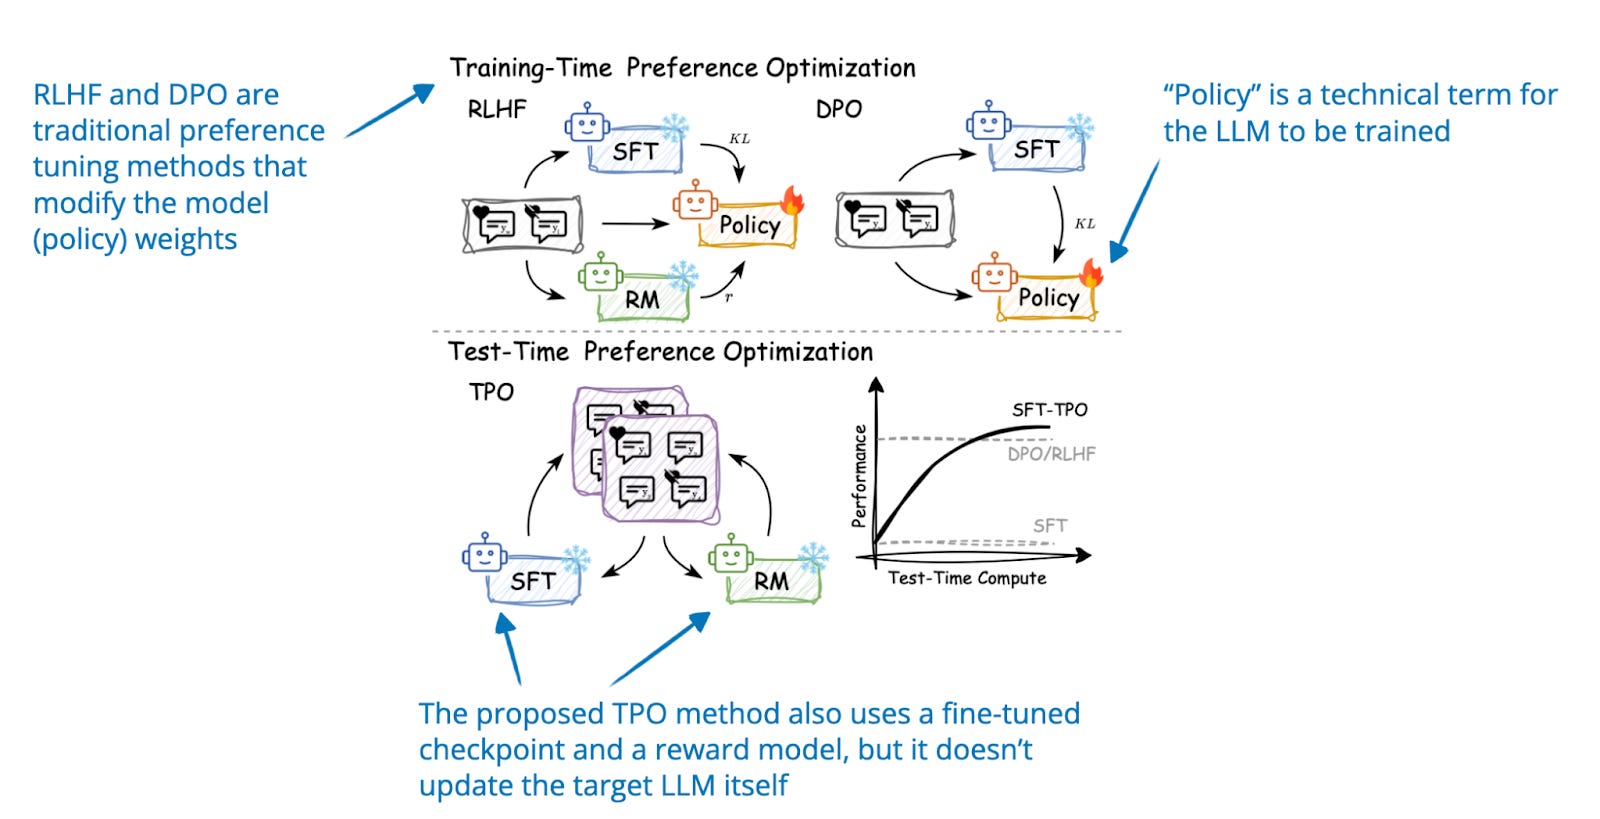 Training-Time Preference Optimization
RLHF and DPO are
traditional preference
tuning methods that
modify the model
(policy) weights
“Policy” is a technical term for
the LLM to be trained
RLHF
SFT
KL
Policy
RM
r
DPO
SFT
KL
Policy
Test-Time Preference Optimization
TPO
SFT
RM
SFT-TPO
DPO/RLHF
SFT
Performance
Test-Time Compute
The proposed TPO method also uses a fine-tuned
checkpoint and a reward model, but it doesn’t
update the target LLM itself